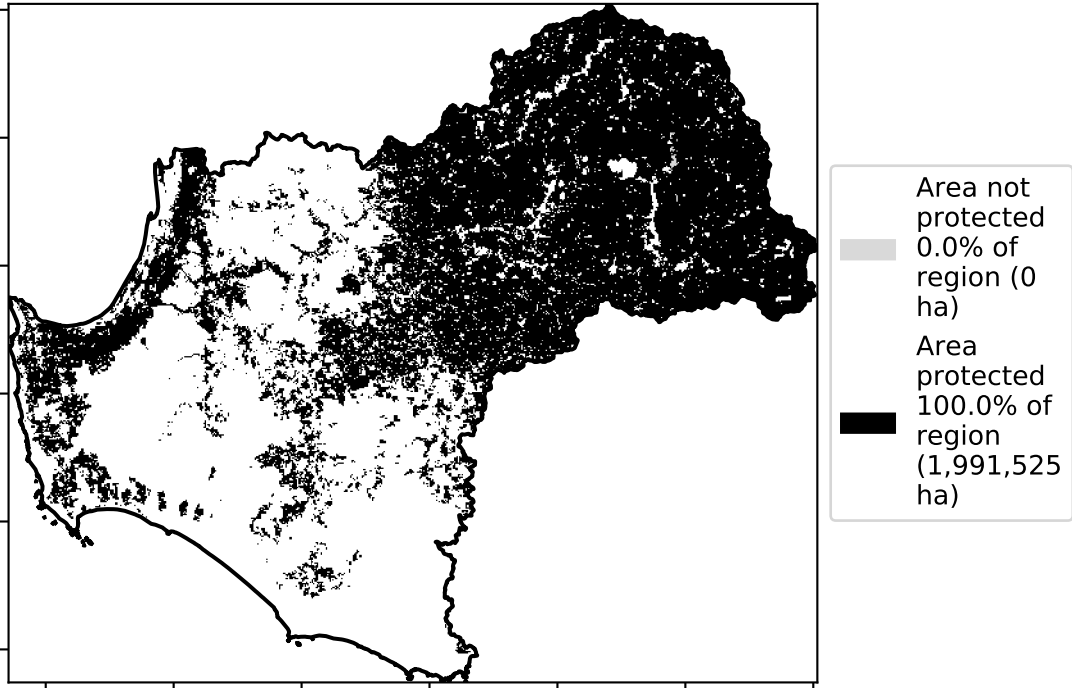 Area not
protected
0.0% of
region (0
ha)
Area
protected
100.0% of
region
(1,991,525
ha)